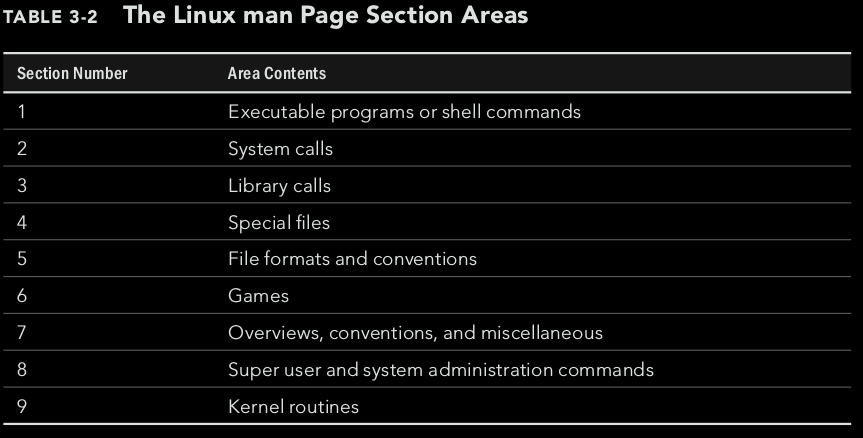 TABLE 3-2 The Linux man Page Section Areas
Section Number Area Contents
1 Executable programs or shell commands
2 System calls
3 Library calls
4 Special files
5 File formats and conventions
6 Games
7 Overviews, conventions, and miscellaneous
8 Super user and system administration commands
9 Kernel routines